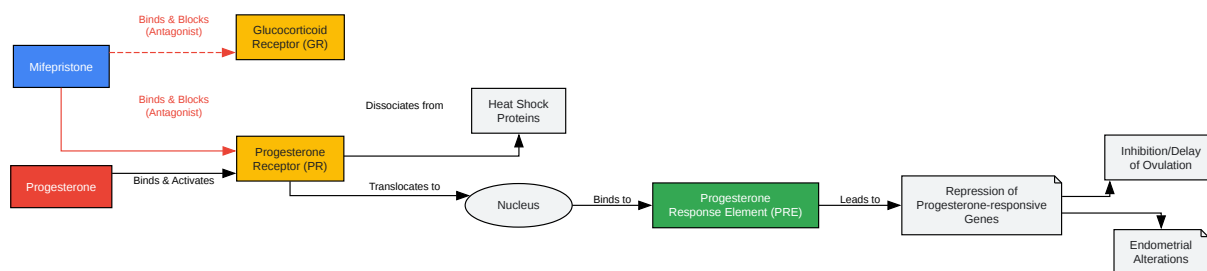 Binds & Blocks
(Antagonist)
Glucocorticoid
Receptor (GR)
Mifepristone
Binds & Blocks
(Antagonist)
Dissociates from
Heat Shock
Proteins
Progesterone
Receptor (PR)
Progesterone
Binds & Activates
Translocates to
Nucleus
Binds to
Progesterone
Response Element (PRE)
Leads to
Repression of
Progesterone-responsive
Genes
Inhibition/Delay
of Ovulation
Endometrial
Alterations